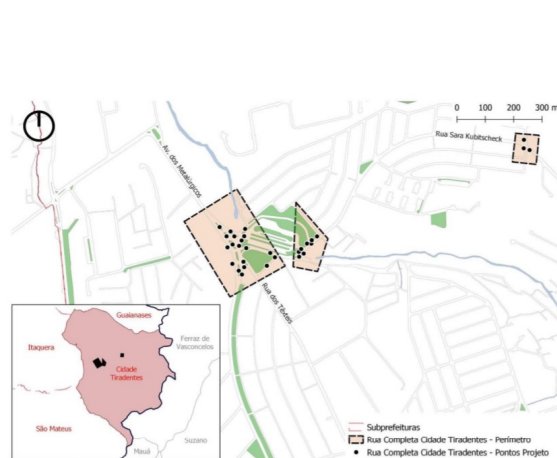 0 100 200 300 m
Rua Sara Kubitscheck
Av. dos Metalúrgicos
Rua dos Têxteis
Guaianases
Ferraz de
Vasconcelos
Itaquera
Cidade
Tiradentes
São Mateus
Mauá
Suzano
Subprefeituras
Rua Completa Cidade Tiradentes - Perímetro
Rua Completa Cidade Tiradentes - Pontos Projeto